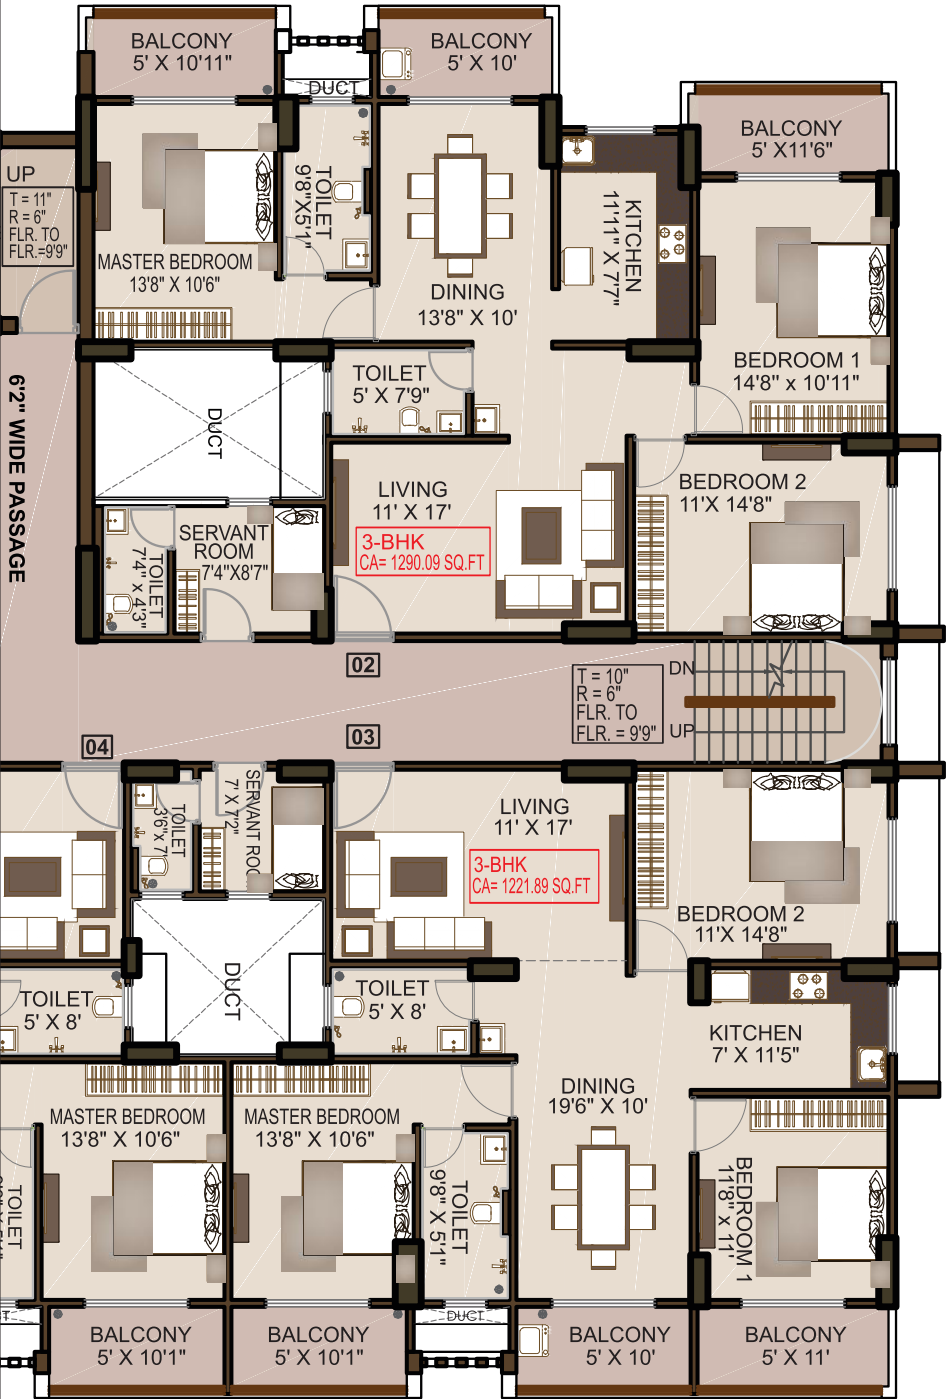 BALCONY
5' X 10'11"
BALCONY
5' X 10'
DUCT
BALCONY
5' X11'6"
UP
T = 11"
R = 6"
FLR. TO
FLR.=9'9"
MASTER BEDROOM
13'8" X 10'6"
TOILET
9'8"X5'1"
DINING
13'8" X 10'
KITCHEN
11'11" X 7'7"
BEDROOM 1
14'8" x 10'11"
6'2" WIDE PASSAGE
DUCT
TOILET
5' X 7'9"
LIVING
11' X 17'
3-BHK
CA= 1290.09 SQ.FT
BEDROOM 2
11'X 14'8"
SERVANT
ROOM
7'4"X8'7"
TOILET
7'4" x 4'3"
02
T = 10"
R = 6"
FLR. TO
FLR. = 9'9"
DN
UP
03
04
TOILET
3'6"x 7'
SERVANT ROO
7' X 7'2"
LIVING
11' X 17'
3-BHK
CA= 1221.89 SQ.FT
BEDROOM 2
11'X 14'8"
TOILET
5' X 8'
DUCT
TOILET
5' X 8'
KITCHEN
7' X 11'5"
DINING
19'6" X 10'
MASTER BEDROOM
13'8" X 10'6"
MASTER BEDROOM
13'8" X 10'6"
TOILET
TOILET
9'8" X 5'1"
BEDROOM 1
11'8" x 11'
DUCT
BALCONY
5' X 10'1"
BALCONY
5' X 10'1"
BALCONY
5' X 10'
BALCONY
5' X 11'